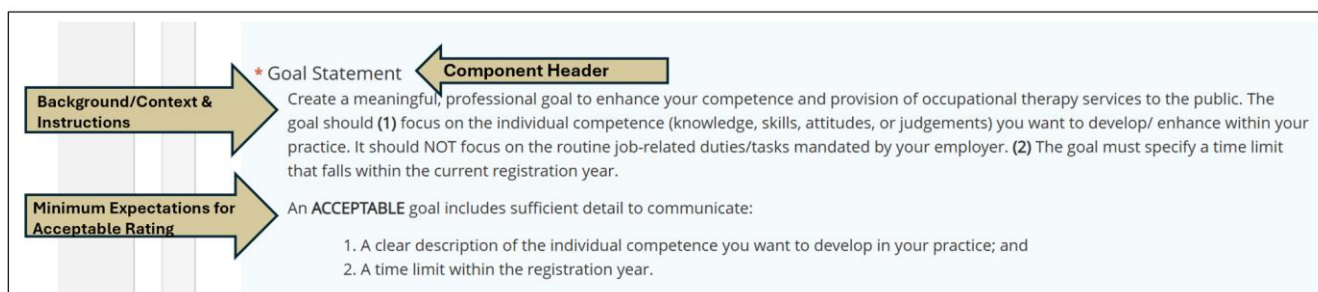 * Goal Statement
Component Header
Background/Context &
Instructions
Create a meaningful, professional goal to enhance your competence and provision of occupational therapy services to the public. The
goal should (1) focus on the individual competence (knowledge, skills, attitudes, or judgements) you want to develop/ enhance within your
practice. It should NOT focus on the routine job-related duties/tasks mandated by your employer. (2) The goal must specify a time limit
that falls within the current registration year.
Minimum Expectations for
Acceptable Rating
An ACCEPTABLE goal includes sufficient detail to communicate:
1. A clear description of the individual competence you want to develop in your practice; and
2. A time limit within the registration year.